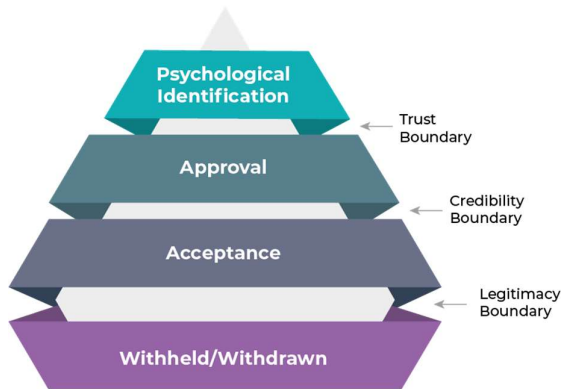 Psychological
Identification
Trust
Boundary
Approval
Credibility
Boundary
Acceptance
Legitimacy
Boundary
Withheld/Withdrawn